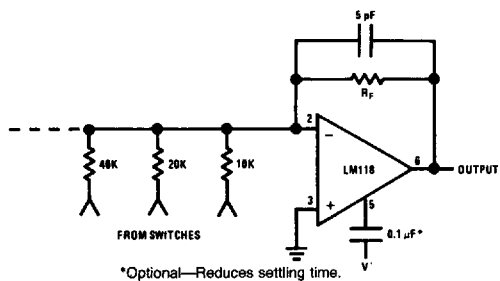 5 pF
RF
2
40K
20K
10K
LM118
6
OUTPUT
3
5
FROM SWITCHES
0.1 µF*
V-
*Optional—Reduces settling time.